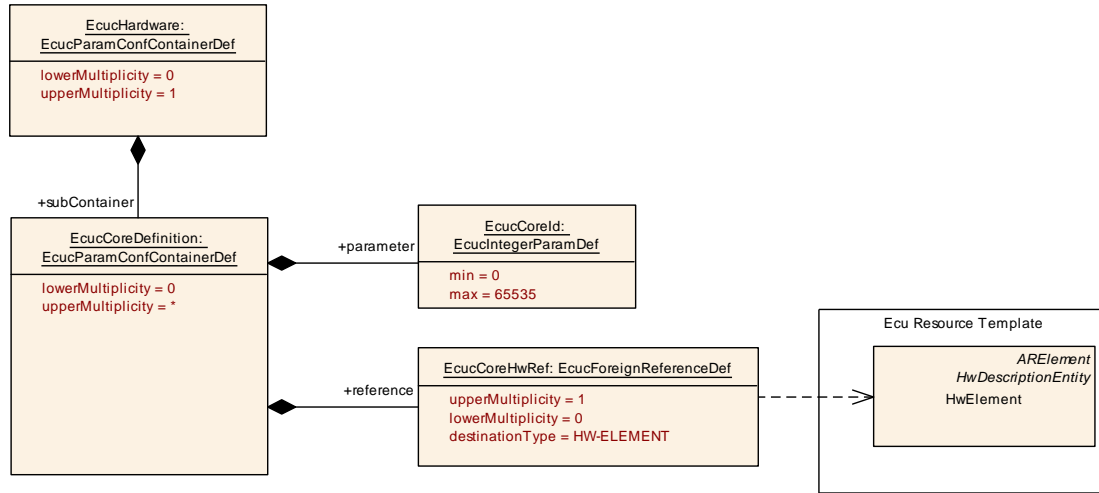 EcucHardware:
EcucParamConfContainerDef
lowerMultiplicity = 0
upperMultiplicity = 1
+subContainer
EcucCoreDefinition:
EcucParamConfContainerDef
lowerMultiplicity = 0
upperMultiplicity = *
+parameter
EcucCoreId:
EcucIntegerParamDef
min = 0
max = 65535
+reference
EcucCoreHwRef: EcucForeignReferenceDef
upperMultiplicity = 1
lowerMultiplicity = 0
destinationType = HW-ELEMENT
Ecu Resource Template
ARElement
HwDescriptionEntity
HwElement